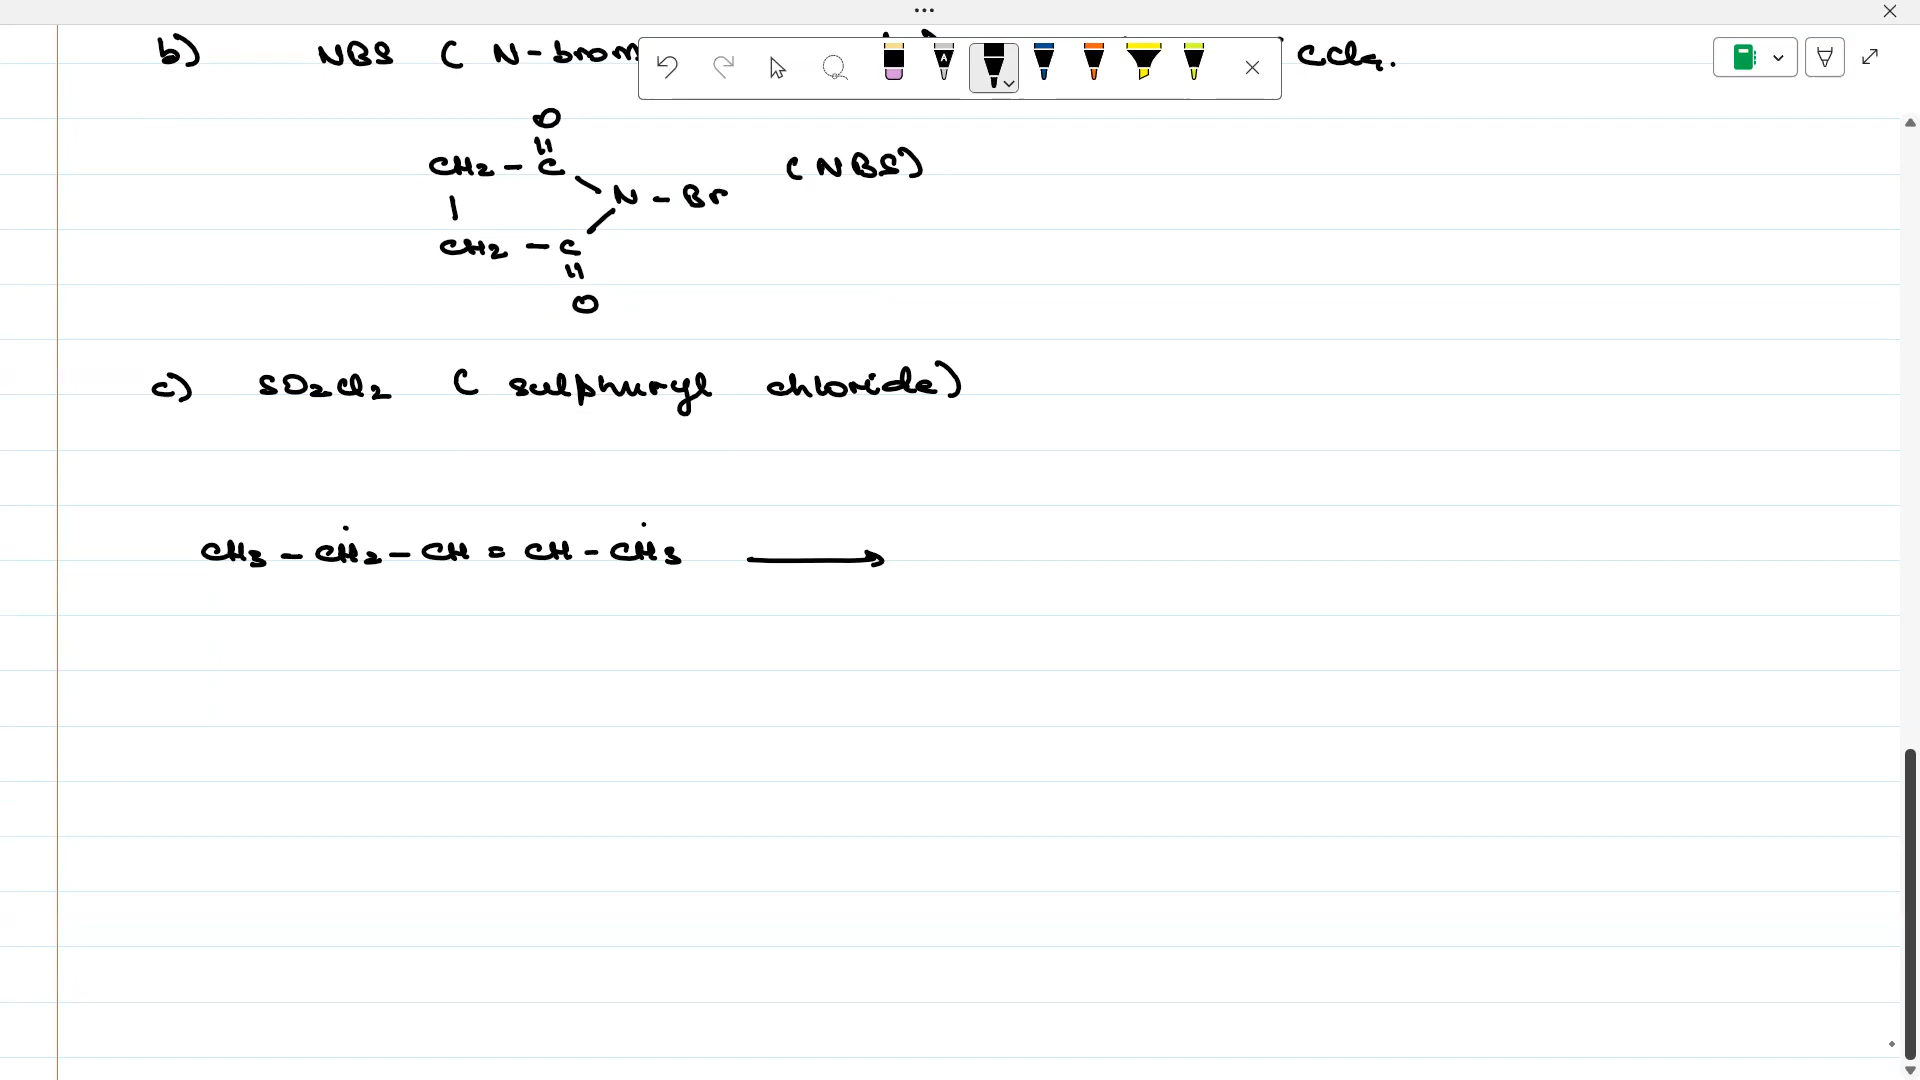 b) NBS ( N-brom CCl4.
O
||
CH2 - C (NBS)
| N - Br
CH2 - C
||
O
c) SO2Cl2 ( sulphuryl chloride)
CH3 - CH2 - CH = CH - CH3 ⟶